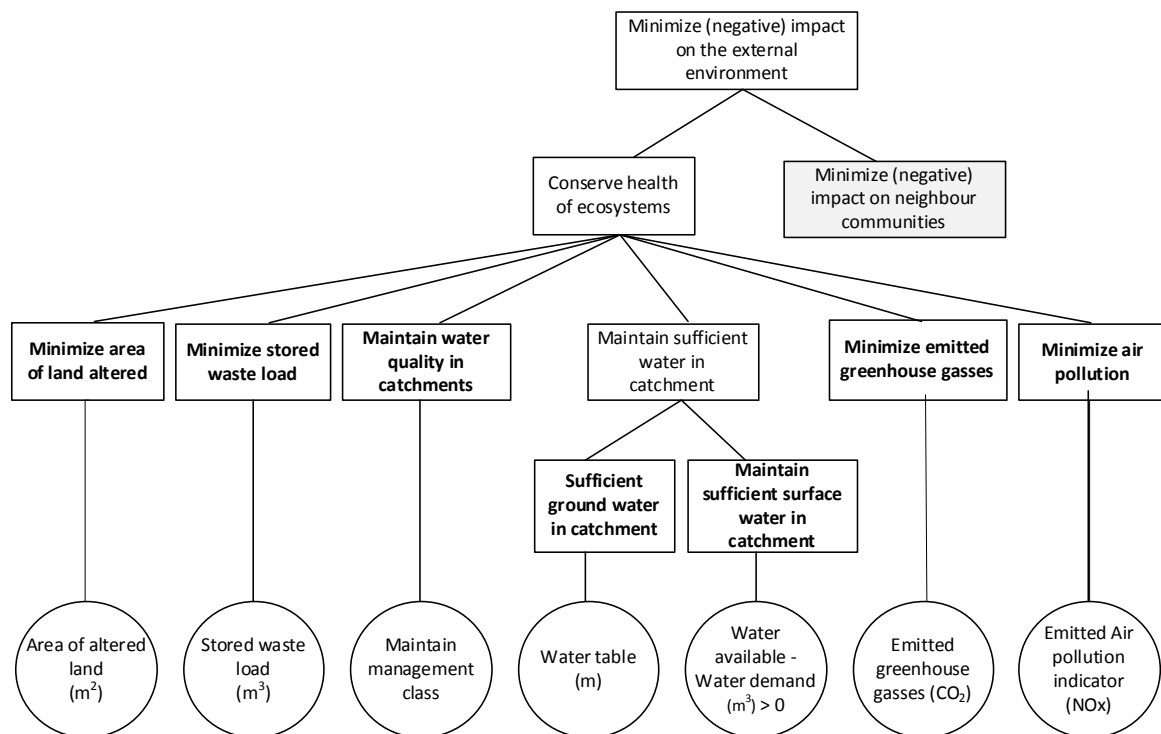 Minimize (negative) impact
on the external
environment
Conserve health
of ecosystems
Minimize (negative)
impact on neighbour
communities
Minimize area
of land altered
Minimize stored
waste load
Maintain water
quality in
catchments
Maintain sufficient
water in
catchment
Minimize emitted
greenhouse gasses
Minimize air
pollution
Sufficient
ground water
in catchment
Maintain
sufficient surface
water in
catchment
Area of altered
land
(m²)
Stored waste
load
(m³)
Maintain
management
class
Water table
(m)
Water
available -
Water demand
(m³) > 0
Emitted
greenhouse
gasses (CO₂)
Emitted Air
pollution
indicator
(NOx)